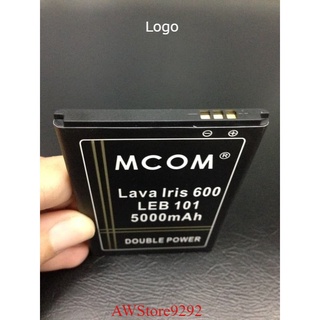 Logo
MCOM®
Lava Iris 600
LEB 101
5000mAh
DOUBLE POWER
AWStore9292